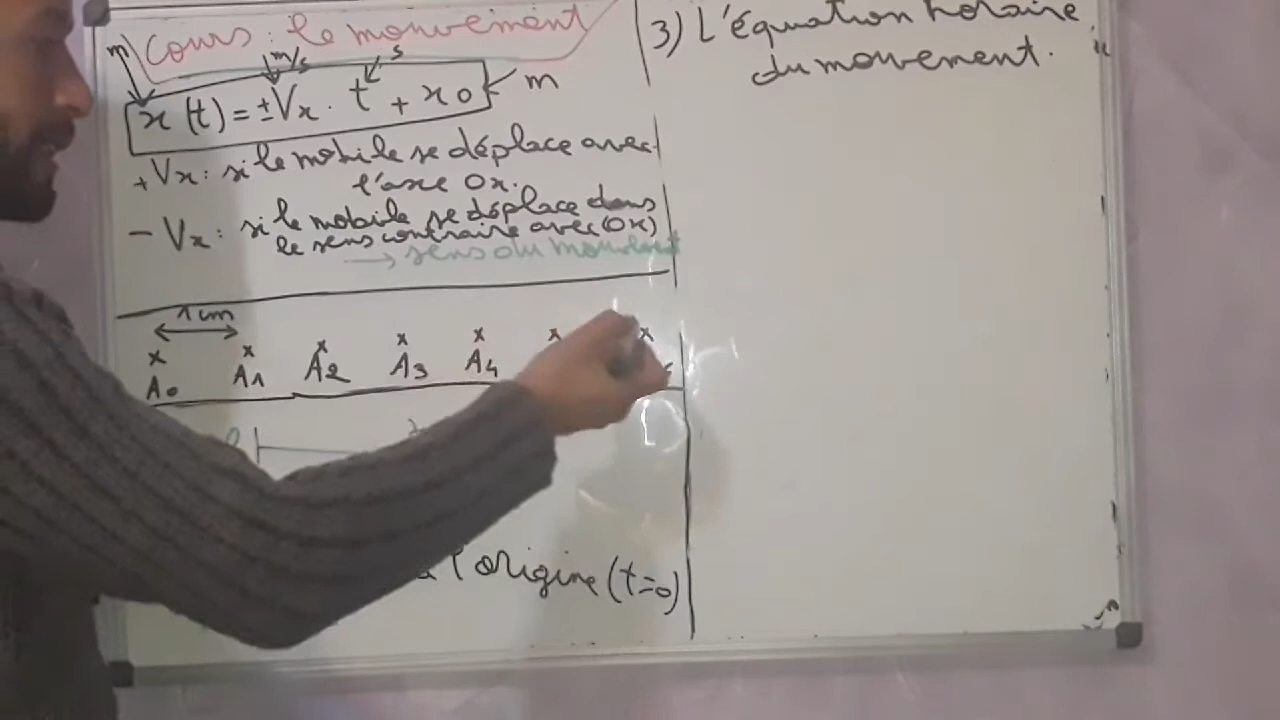 Cours : le mouvement
m m/s s
x(t) = ±Vx . t + x0 m
+ Vx : si le mobile se déplace avec
l'axe Ox.
- Vx : si le mobile se déplace dans
le sens contraire avec (Ox)
→ sens du mouvement
1 cm
x x x x x x x
A0 A1 A2 A3 A4
l'origine (t=0)
3) L'équation horaire
du mouvement.